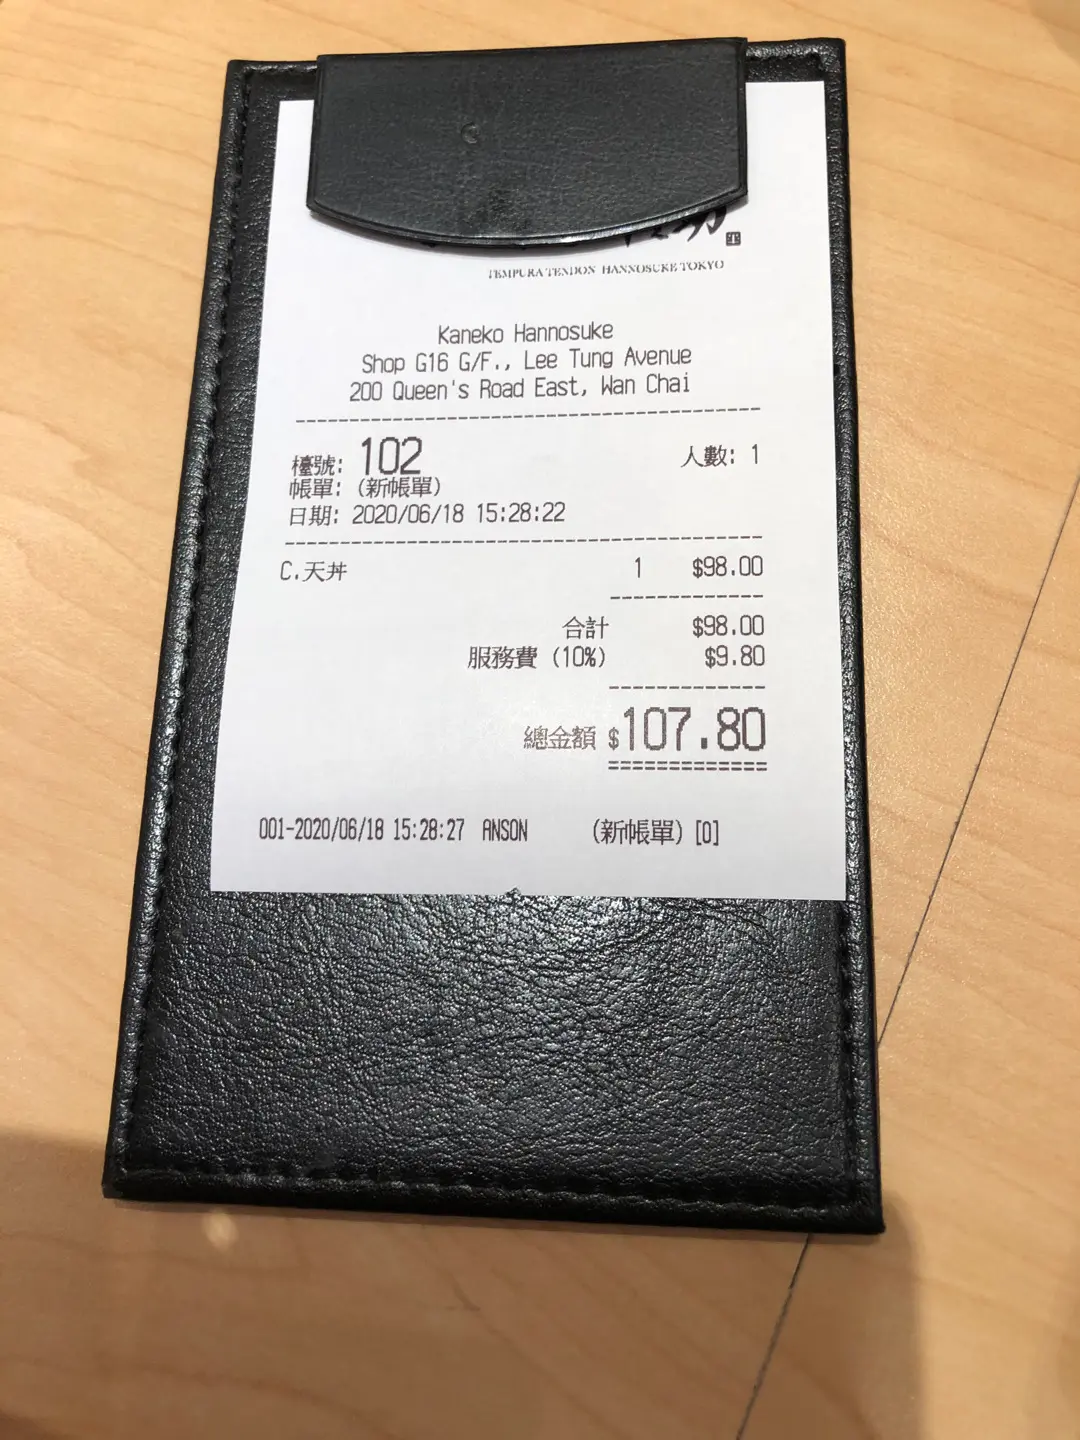 TEMPURA TENDON HANNOSUKE TOKYO
Kaneko Hannosuke
Shop G16 G/F., Lee Tung Avenue
200 Queen's Road East, Wan Chai
檯號: 102 人數: 1
帳單: (新帳單)
日期: 2020/06/18 15:28:22
C.天丼 1 $98.00
合計 $98.00
服務費 (10%) $9.80
總金額 $107.80
001-2020/06/18 15:28:27 ANSON (新帳單) [0]